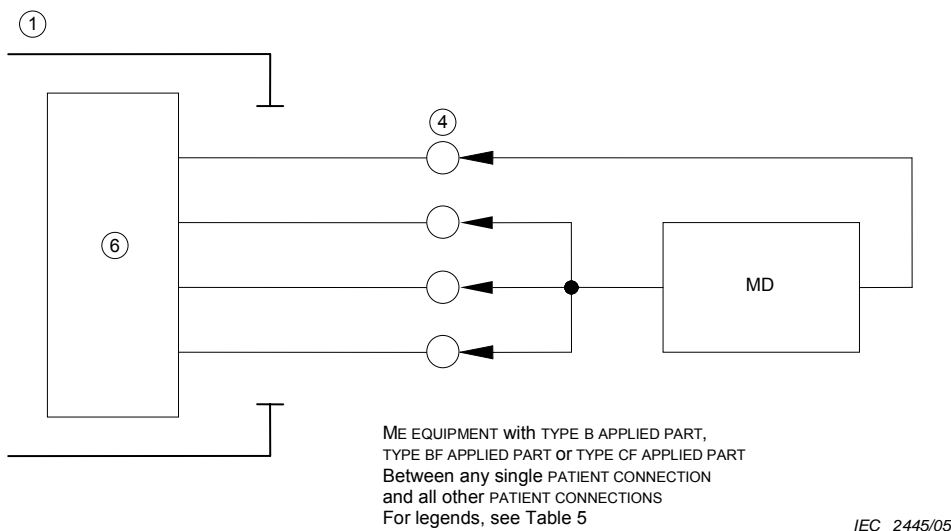 1
4
6
MD
ME EQUIPMENT with TYPE B APPLIED PART,
TYPE BF APPLIED PART or TYPE CF APPLIED PART
Between any single PATIENT CONNECTION
and all other PATIENT CONNECTIONS
For legends, see Table 5
IEC 2445/05